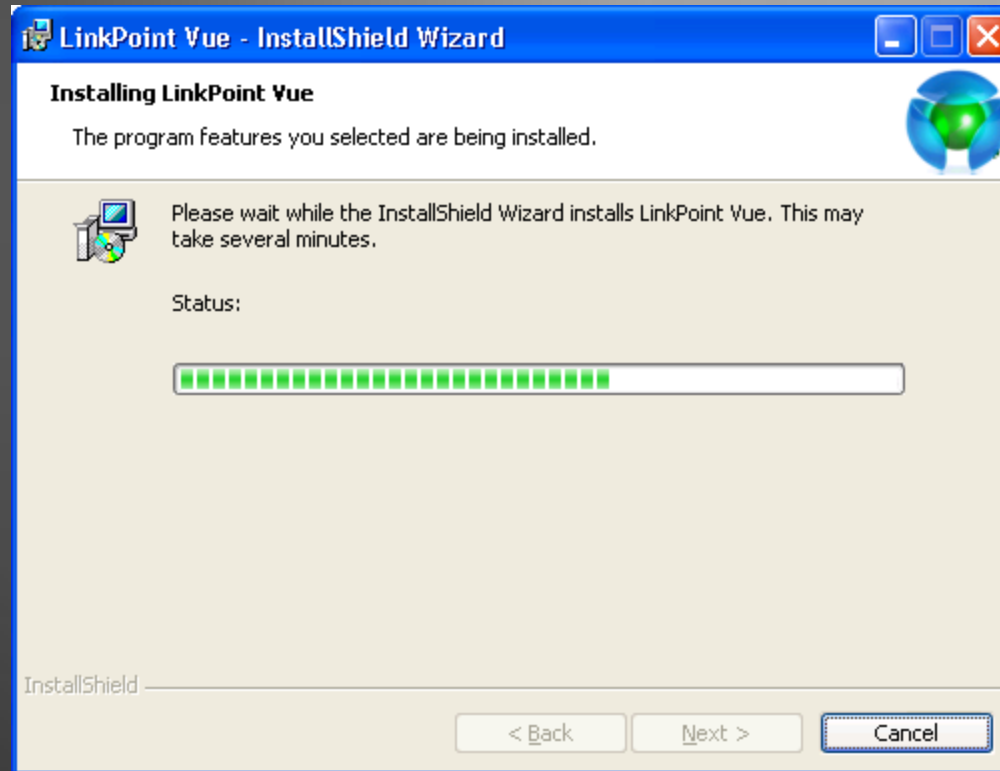 LinkPoint Vue - InstallShield Wizard
Installing LinkPoint Vue
The program features you selected are being installed.
Please wait while the InstallShield Wizard installs LinkPoint Vue. This may
take several minutes.
Status:
InstallShield
< Back
Next >
Cancel